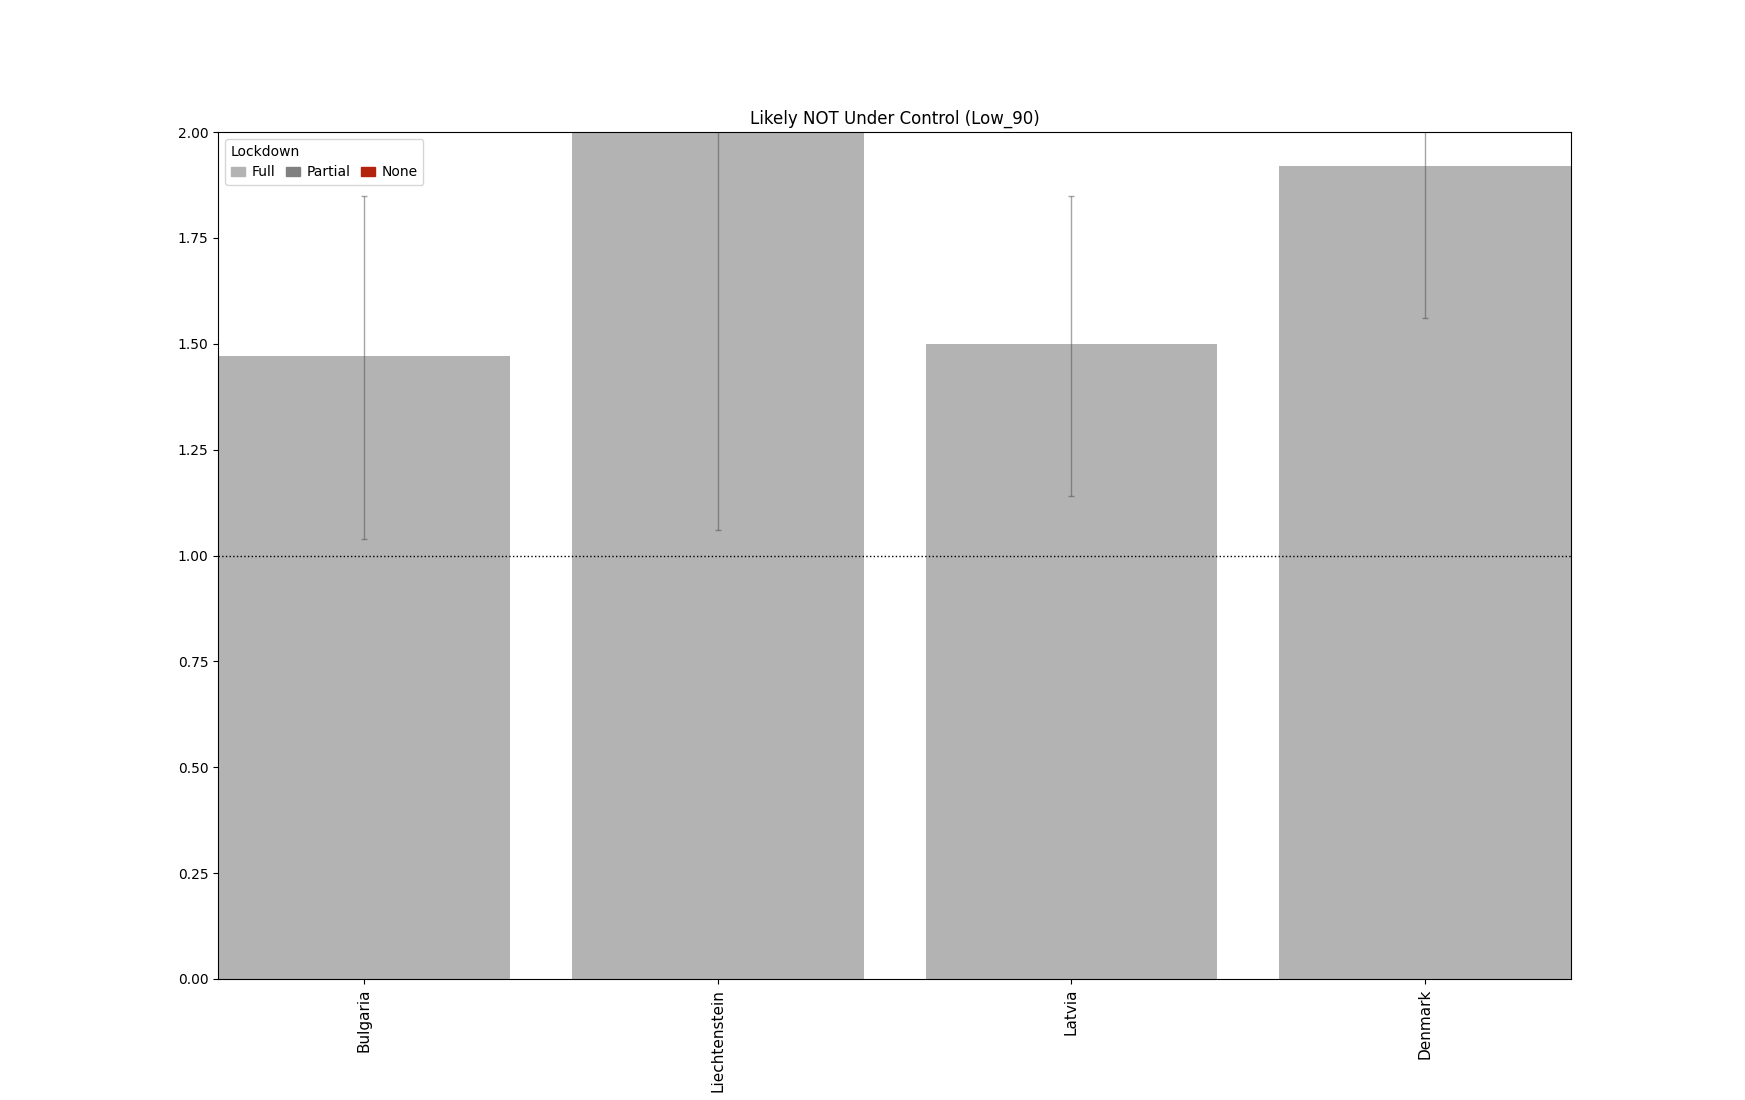 Likely NOT Under Control (Low_90)
Lockdown
Full Partial None
2.00
1.75
1.50
1.25
1.00
0.75
0.50
0.25
0.00
Bulgaria
Liechtenstein
Latvia
Denmark